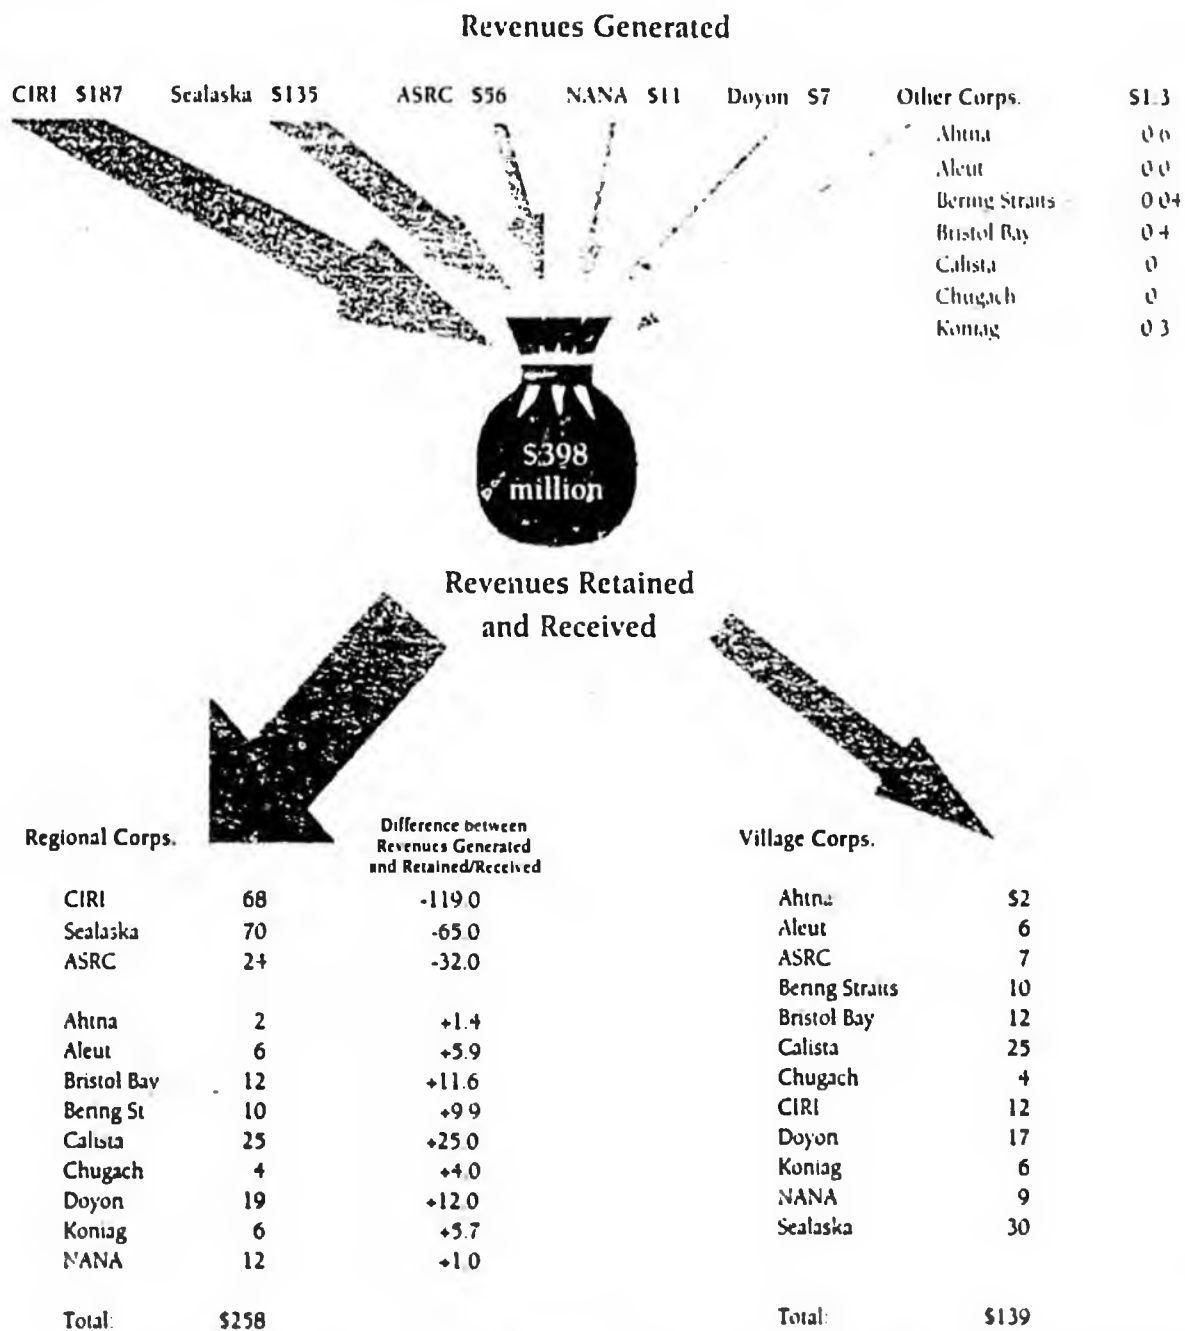 Revenues Generated
CIRI $187 Sealaska $135 ASRC $56 NANA $11 Doyon $7 Other Corps. $1.3
Ahtna 0.6
Aleut 0.0
Bering Straits 0.04
Bristol Bay 0.4
Calista 0
Chugach 0
Koniag 0.3
$398
million
Revenues Retained
and Received
Regional Corps.
Difference between
Revenues Generated
and Retained/Received
CIRI 68 -119.0
Sealaska 70 -65.0
ASRC 24 -32.0
Ahtna 2 +1.4
Aleut 6 +5.9
Bristol Bay 12 +11.6
Bering St 10 +9.9
Calista 25 +25.0
Chugach 4 +4.0
Doyon 19 +12.0
Koniag 6 +5.7
NANA 12 +1.0
Total: $258
Village Corps.
Ahtna $2
Aleut 6
ASRC 7
Bering Straits 10
Bristol Bay 12
Calista 25
Chugach 4
CIRI 12
Doyon 17
Koniag 6
NANA 9
Sealaska 30
Total: $139